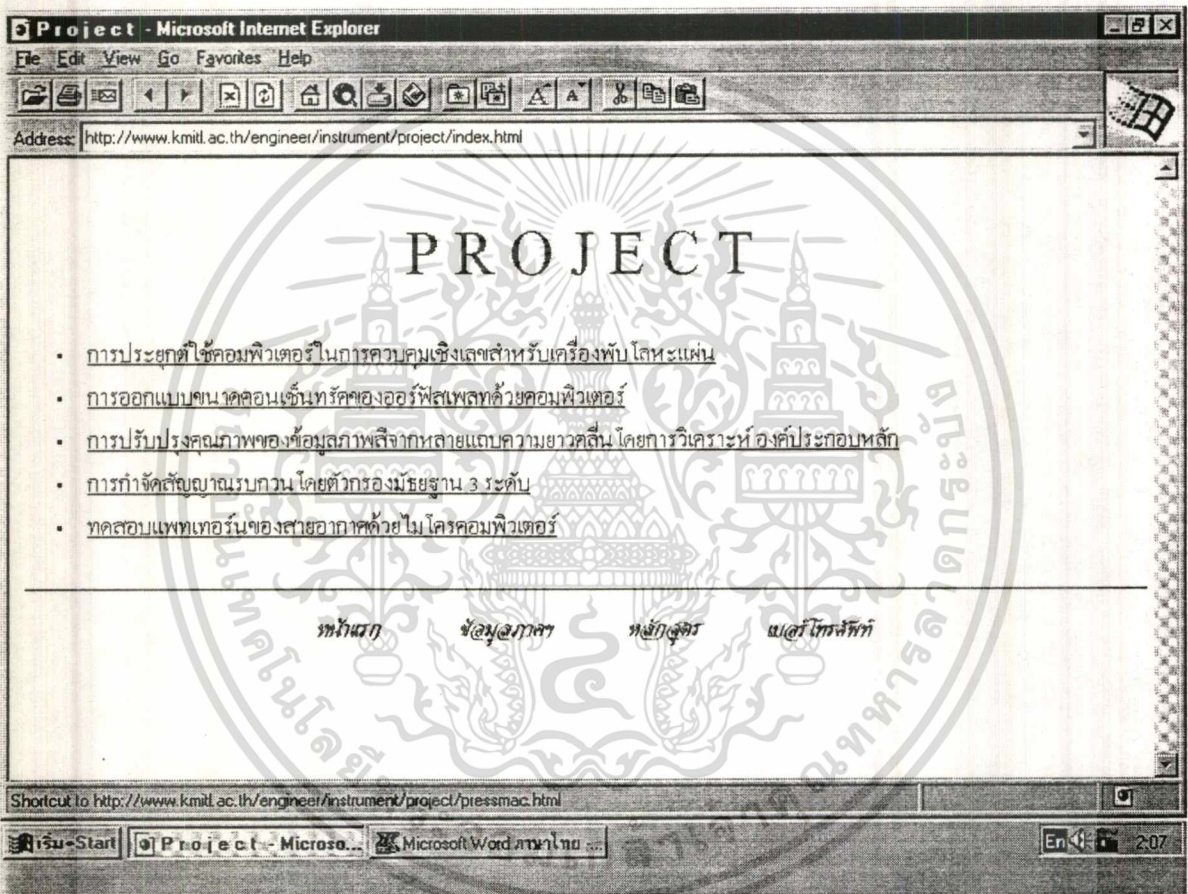 P r o j e c t - Microsoft Internet Explorer
File Edit View Go Favorites Help
Address: http://www.kmitl.ac.th/engineer/instrument/project/index.html
PROJECT
การประยุกต์ใช้คอมพิวเตอร์ในการควบคุมเชิงเลขสำหรับเครื่องพับโลหะแผ่น
การออกแบบขนาดคอนเซ็นทรัคของออร์ฟิสเพลทด้วยคอมพิวเตอร์
การปรับปรุงคุณภาพของข้อมูลภาพสีจากหลายแถบความยาวคลื่น โดยการวิเคราะห์ องค์ประกอบหลัก
การกำจัดสัญญาณรบกวน โดยตัวกรองมัธยฐาน 3 ระดับ
ทดสอบแพทเทอร์นของสายอากาศด้วยไมโครคอมพิวเตอร์
หน้าแรก ข้อมูลภาคฯ หลักสูตร เบอร์โทรศัพท์
Shortcut to http://www.kmitl.ac.th/engineer/instrument/project/pressmac.html
เริ่ม-Start P r o j e c t - Microso... Microsoft Word ภาษาไทย ... En 2:07